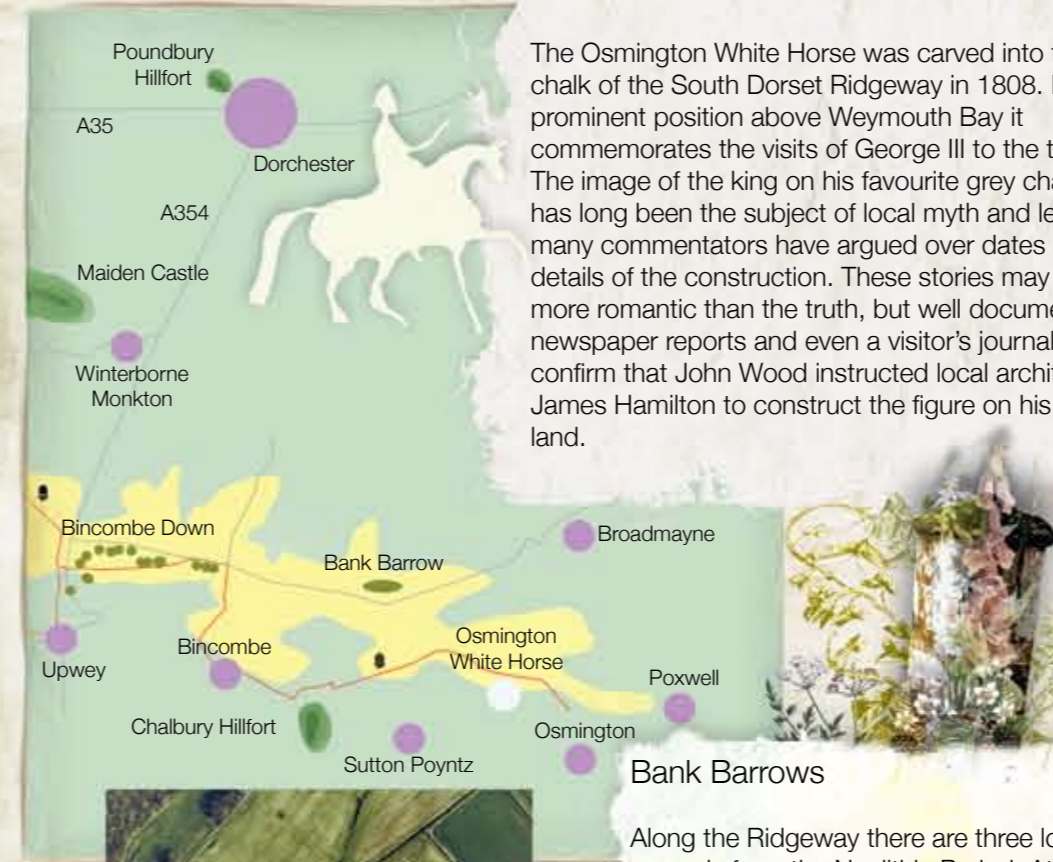 Poundbury
Hillfort
A35
Dorchester
A354
Maiden Castle
Winterborne
Monkton
Bincombe Down
Bank Barrow
Broadmayne
Upwey
Bincombe
Osmington
White Horse
Poxwell
Chalbury Hillfort
Osmington
Sutton Poyntz
The Osmington White Horse was carved into
chalk of the South Dorset Ridgeway in 1808.
prominent position above Weymouth Bay it
commemorates the visits of George III to the
The image of the king on his favourite grey
has long been the subject of local myth and
many commentators have argued over dates
details of the construction. These stories may
more romantic than the truth, but well
newspaper reports and even a visitor's journal
confirm that John Wood instructed local
James Hamilton to construct the figure on his
land.
Bank Barrows
Along the Ridgeway there are three